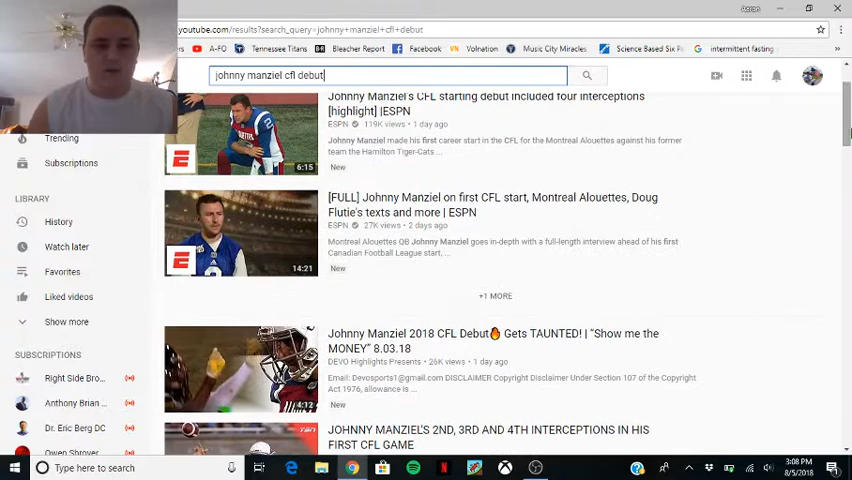 Aaron
youtube.com/results?search_query=johnny+manziel+cfl+debut
A-FO
Tennessee Titans
Bleacher Report
Facebook
Volnation
Music City Miracles
Science Based Six P
intermittent fasting
johnny manziel cfl debut
Trending
Subscriptions
LIBRARY
History
Watch later
Favorites
Liked videos
Show more
SUBSCRIPTIONS
Right Side Bro...
Anthony Brian ...
Dr. Eric Berg DC
Owen Shroyer
6:15
Johnny Manziel's CFL starting debut included four interceptions
[highlight] |ESPN
ESPN 119K views • 1 day ago
Johnny Manziel made his first career start in the CFL for the Montreal Alouettes against his former
team the Hamilton Tiger-Cats ...
New
14:21
[FULL] Johnny Manziel on first CFL start, Montreal Alouettes, Doug
Flutie's texts and more | ESPN
ESPN 27K views • 2 days ago
Montreal Alouettes QB Johnny Manziel goes in-depth with a full-length interview ahead of his first
Canadian Football League start, ...
New
+1 MORE
4:12
Johnny Manziel 2018 CFL Debut🔥 Gets TAUNTED! | "Show me the
MONEY" 8.03.18
DEVO Highlights Presents • 26K views • 1 day ago
Email: Devosports1@gmail.com DISCLAIMER Copyright Disclaimer Under Section 107 of the Copyright
Act 1976, allowance is ...
New
TSN
JOHNNY MANZIEL'S 2ND, 3RD AND 4TH INTERCEPTIONS IN HIS
FIRST CFL GAME
Type here to search
3:08 PM
8/5/2018